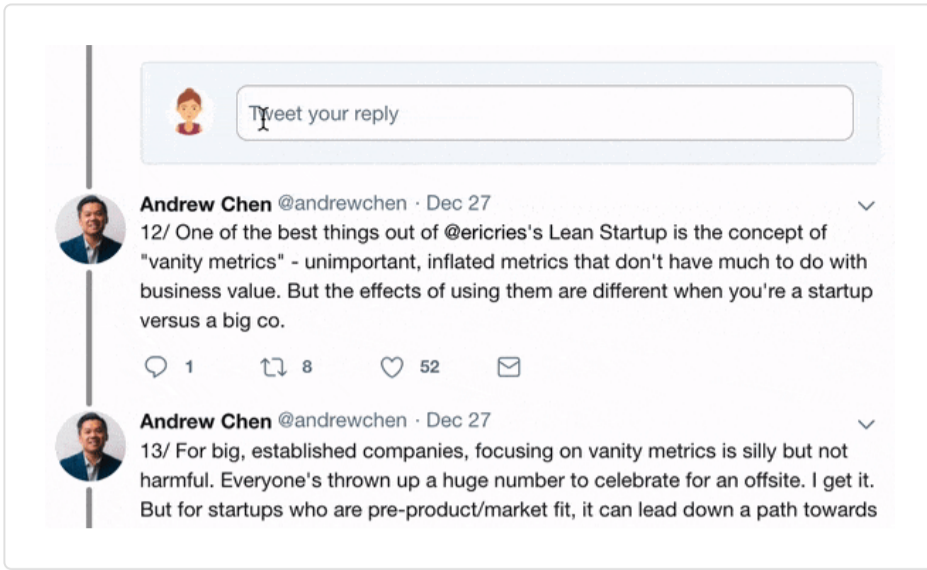 Tweet your reply
Andrew Chen @andrewchen · Dec 27
12/ One of the best things out of @ericries's Lean Startup is the concept of
"vanity metrics" - unimportant, inflated metrics that don't have much to do with
business value. But the effects of using them are different when you're a startup
versus a big co.
1 8 52
Andrew Chen @andrewchen · Dec 27
13/ For big, established companies, focusing on vanity metrics is silly but not
harmful. Everyone's thrown up a huge number to celebrate for an offsite. I get it.
But for startups who are pre-product/market fit, it can lead down a path towards